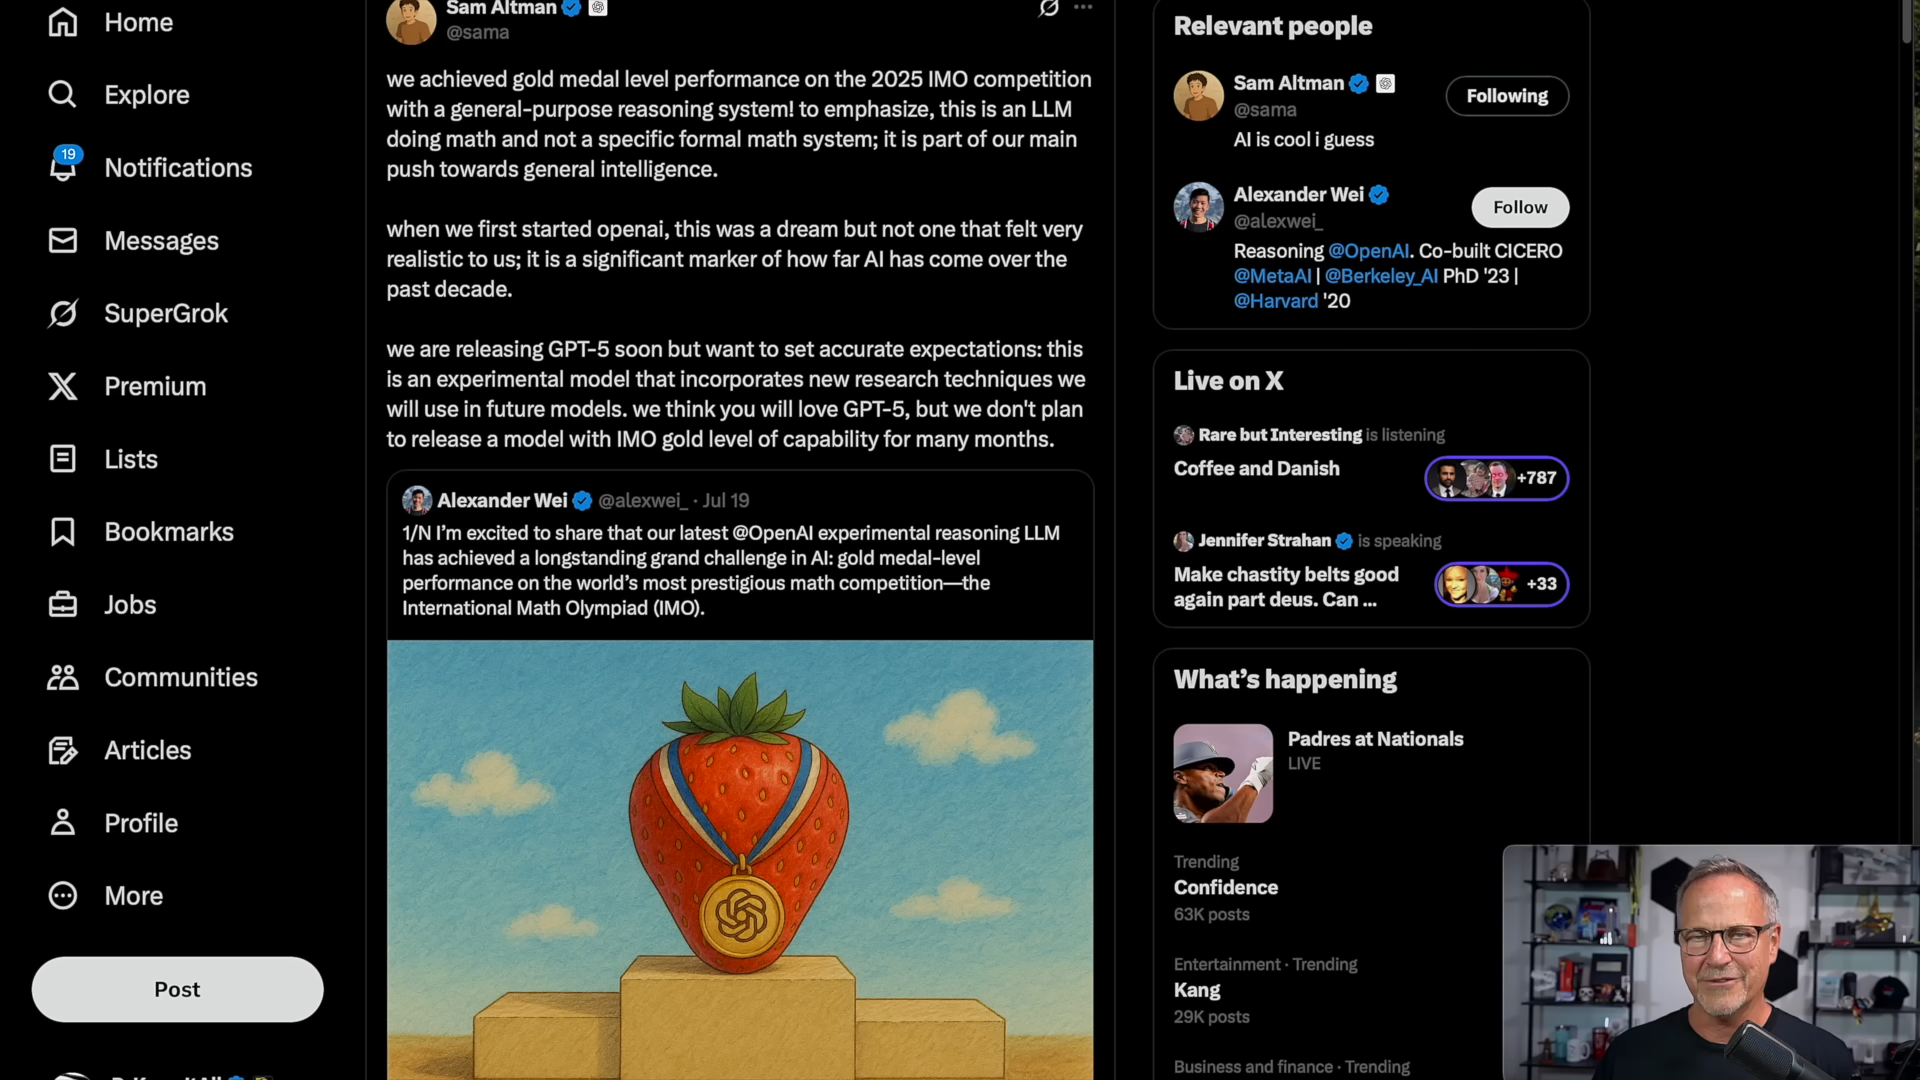 Home
Explore
19
Notifications
Messages
SuperGrok
Premium
Lists
Bookmarks
Jobs
Communities
Articles
Profile
More
Post
Sam Altman
@sama
we achieved gold medal level performance on the 2025 IMO competition
with a general-purpose reasoning system! to emphasize, this is an LLM
doing math and not a specific formal math system; it is part of our main
push towards general intelligence.
when we first started openai, this was a dream but not one that felt very
realistic to us; it is a significant marker of how far AI has come over the
past decade.
we are releasing GPT-5 soon but want to set accurate expectations: this
is an experimental model that incorporates new research techniques we
will use in future models. we think you will love GPT-5, but we don't plan
to release a model with IMO gold level of capability for many months.
Alexander Wei @alexwei_ · Jul 19
1/N I’m excited to share that our latest @OpenAI experimental reasoning LLM
has achieved a longstanding grand challenge in AI: gold medal-level
performance on the world’s most prestigious math competition—the
International Math Olympiad (IMO).
Relevant people
Sam Altman
@sama
Following
AI is cool i guess
Alexander Wei
@alexwei_
Follow
Reasoning @OpenAI. Co-built CICERO
@MetaAI | @Berkeley_AI PhD '23 |
@Harvard '20
Live on X
Rare but Interesting is listening
Coffee and Danish
+787
Jennifer Strahan is speaking
Make chastity belts good
again part deus. Can ...
+33
What’s happening
Padres at Nationals
LIVE
Trending
Confidence
63K posts
Entertainment · Trending
Kang
29K posts
Business and finance · Trending